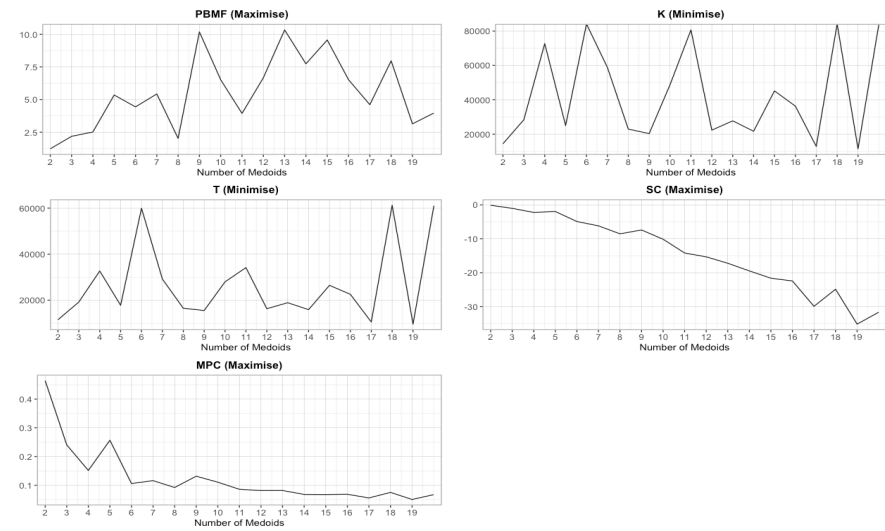 PBMF (Maximise)
10.0
7.5
5.0
2.5
2 3 4 5 6 7 8 9 10 11 12 13 14 15 16 17 18 19
Number of Medoids
K (Minimise)
80000
60000
40000
20000
2 3 4 5 6 7 8 9 10 11 12 13 14 15 16 17 18 19
Number of Medoids
T (Minimise)
60000
40000
20000
2 3 4 5 6 7 8 9 10 11 12 13 14 15 16 17 18 19
Number of Medoids
SC (Maximise)
0
-10
-20
-30
2 3 4 5 6 7 8 9 10 11 12 13 14 15 16 17 18 19
Number of Medoids
MPC (Maximise)
0.4
0.3
0.2
0.1
2 3 4 5 6 7 8 9 10 11 12 13 14 15 16 17 18 19
Number of Medoids